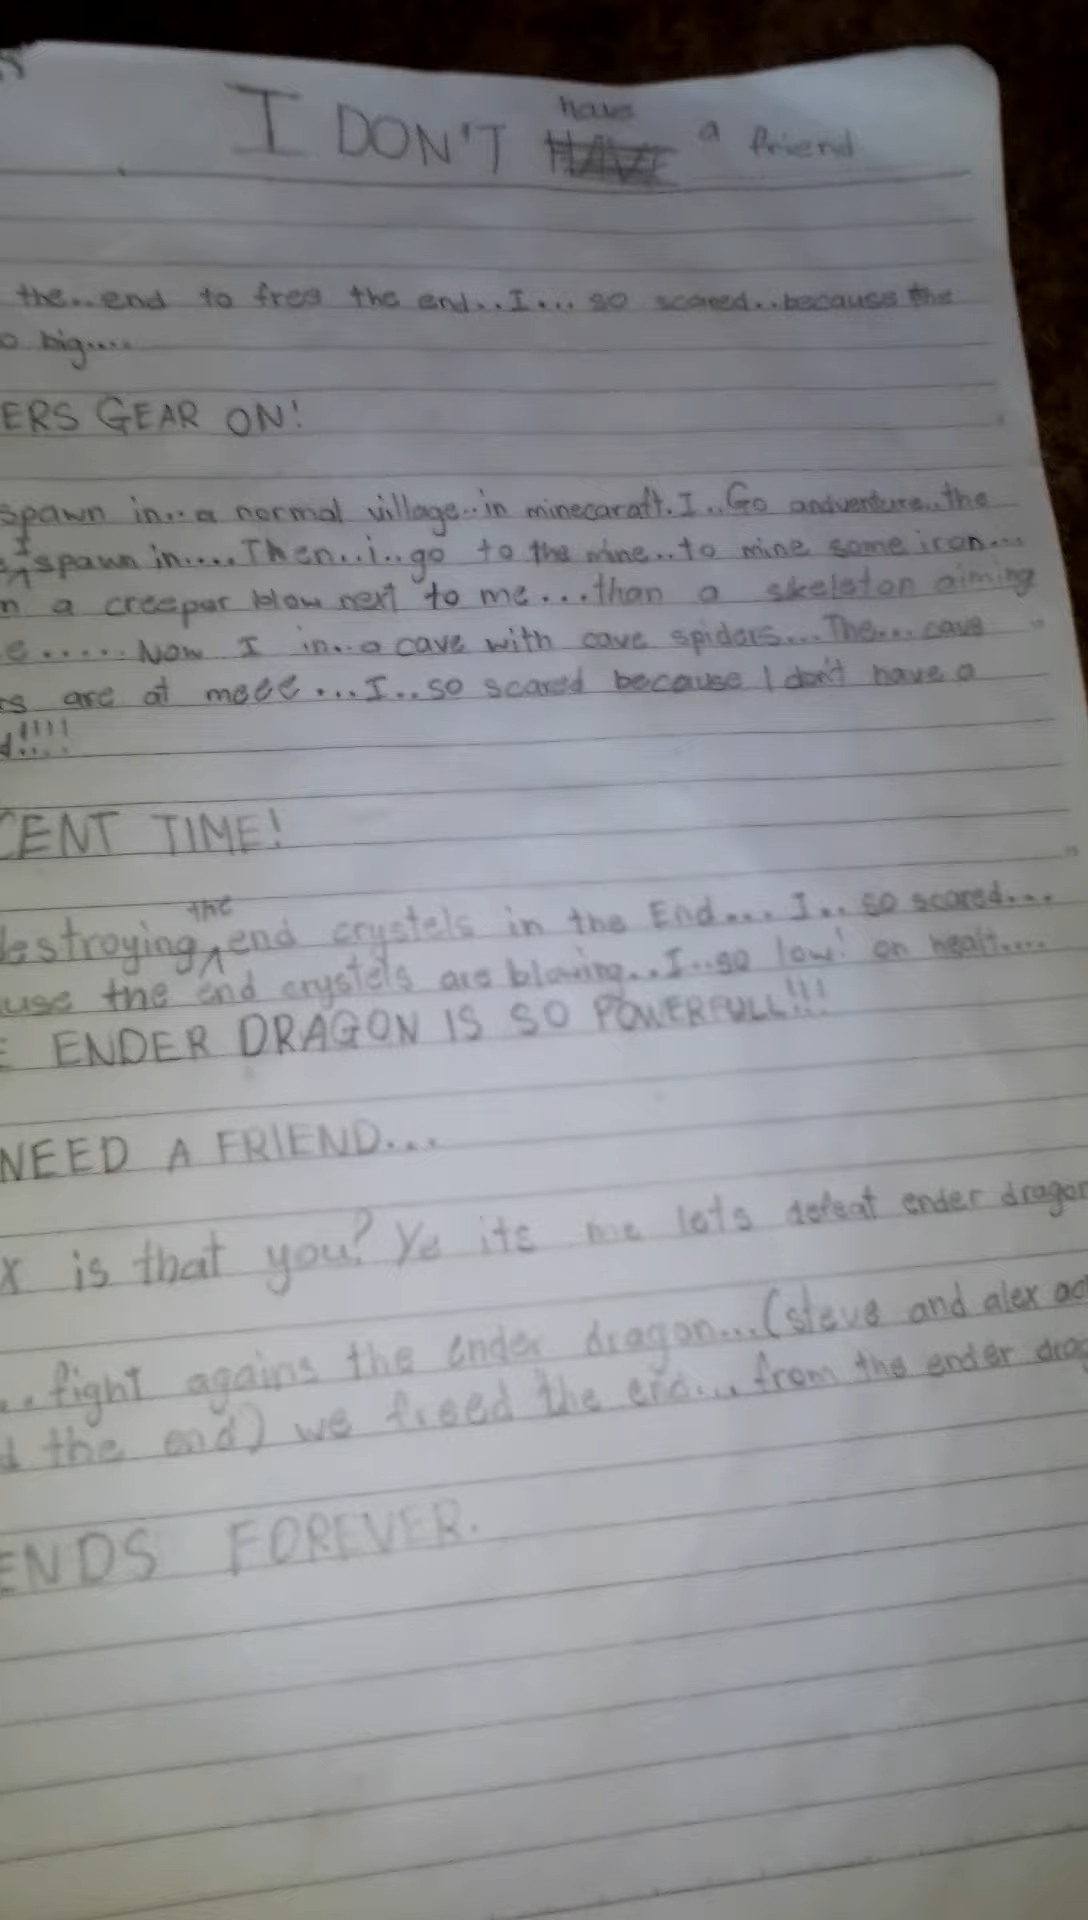 I DON'T have a friend
the..end to free the end..I... so scared..because the
o big....
ERS GEAR ON!
spawn in..a normal village..in minecaraft.I..Go andventure..the
I spawn in.....Then..i..go to the mine..to mine some iron...
n a creeper blow next to me...than a skeleton aiming
e..... Now I in..a cave with cave spiders...The...cave
rs are at meee...I..so scared because I don't have a
d!!!!
CENT TIME!
destroying the end crystels in the End.... I.. so scared....
use the end crystels are blowing..I..so low! on healt....
E ENDER DRAGON IS SO POWERFULL!!!
NEED A FRIEND...
X is that you? Ye its me lets defeat ender dragon
..fight agains the ender dragon...(steve and alex
d the end) we freed the end... from the ender
ENDS FOREVER.